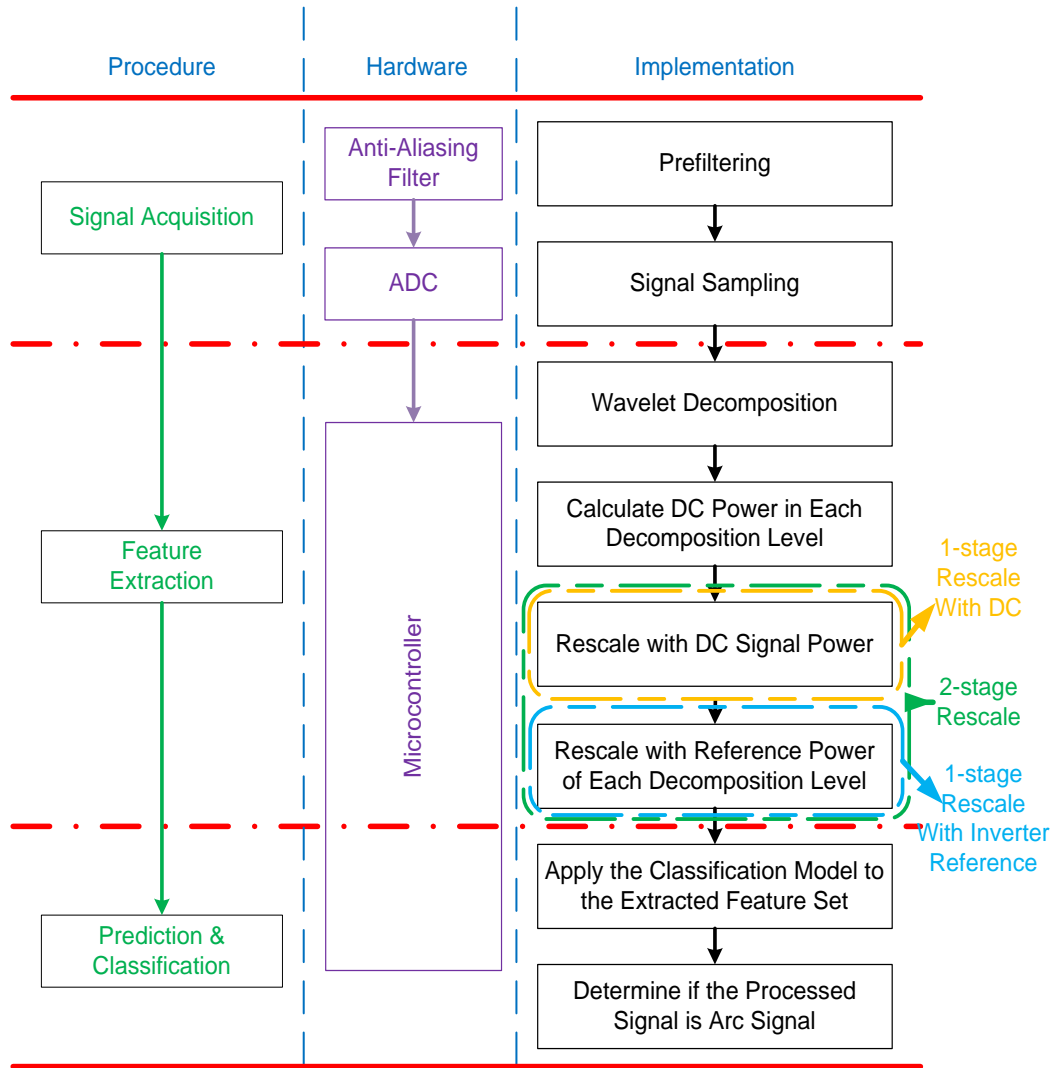 Procedure
Hardware
Implementation
Signal Acquisition
Feature
Extraction
Prediction &
Classification
Anti-Aliasing
Filter
ADC
Microcontroller
Prefiltering
Signal Sampling
Wavelet Decomposition
Calculate DC Power in Each
Decomposition Level
Rescale with DC Signal Power
Rescale with Reference Power
of Each Decomposition Level
Apply the Classification Model to
the Extracted Feature Set
Determine if the Processed
Signal is Arc Signal
1-stage
Rescale
With DC
2-stage
Rescale
1-stage
Rescale
With Inverter
Reference